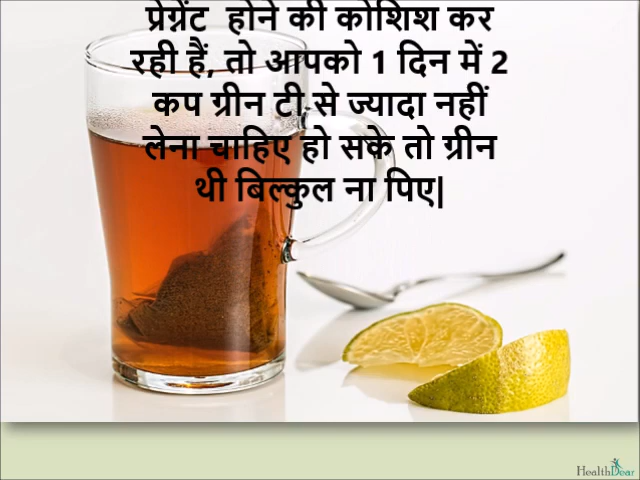 प्रेग्नेंट होने की कोशिश कर
रही हैं, तो आपको 1 दिन में 2
कप ग्रीन टी से ज्यादा नहीं
लेना चाहिए हो सके तो ग्रीन
थी बिल्कुल ना पिए|
HealthDear